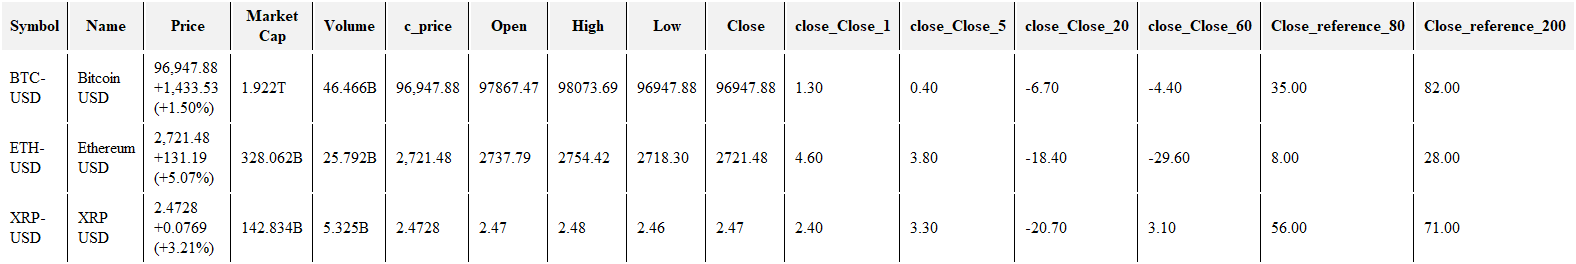 Symbol Name Price Market Cap Volume c_price Open High Low Close close_Close_1 close_Close_5 close_Close_20 close_Close_60 Close_reference_80 Close_reference_200
BTC-USD Bitcoin USD 96,947.88 +1,433.53 (+1.50%) 1.922T 46.466B 96,947.88 97867.47 98073.69 96947.88 96947.88 1.30 0.40 -6.70 -4.40 35.00 82.00
ETH-USD Ethereum USD 2,721.48 +131.19 (+5.07%) 328.062B 25.792B 2,721.48 2737.79 2754.42 2718.30 2721.48 4.60 3.80 -18.40 -29.60 8.00 28.00
XRP-USD XRP USD 2.4728 +0.0769 (+3.21%) 142.834B 5.325B 2.4728 2.47 2.48 2.46 2.47 2.40 3.30 -20.70 3.10 56.00 71.00